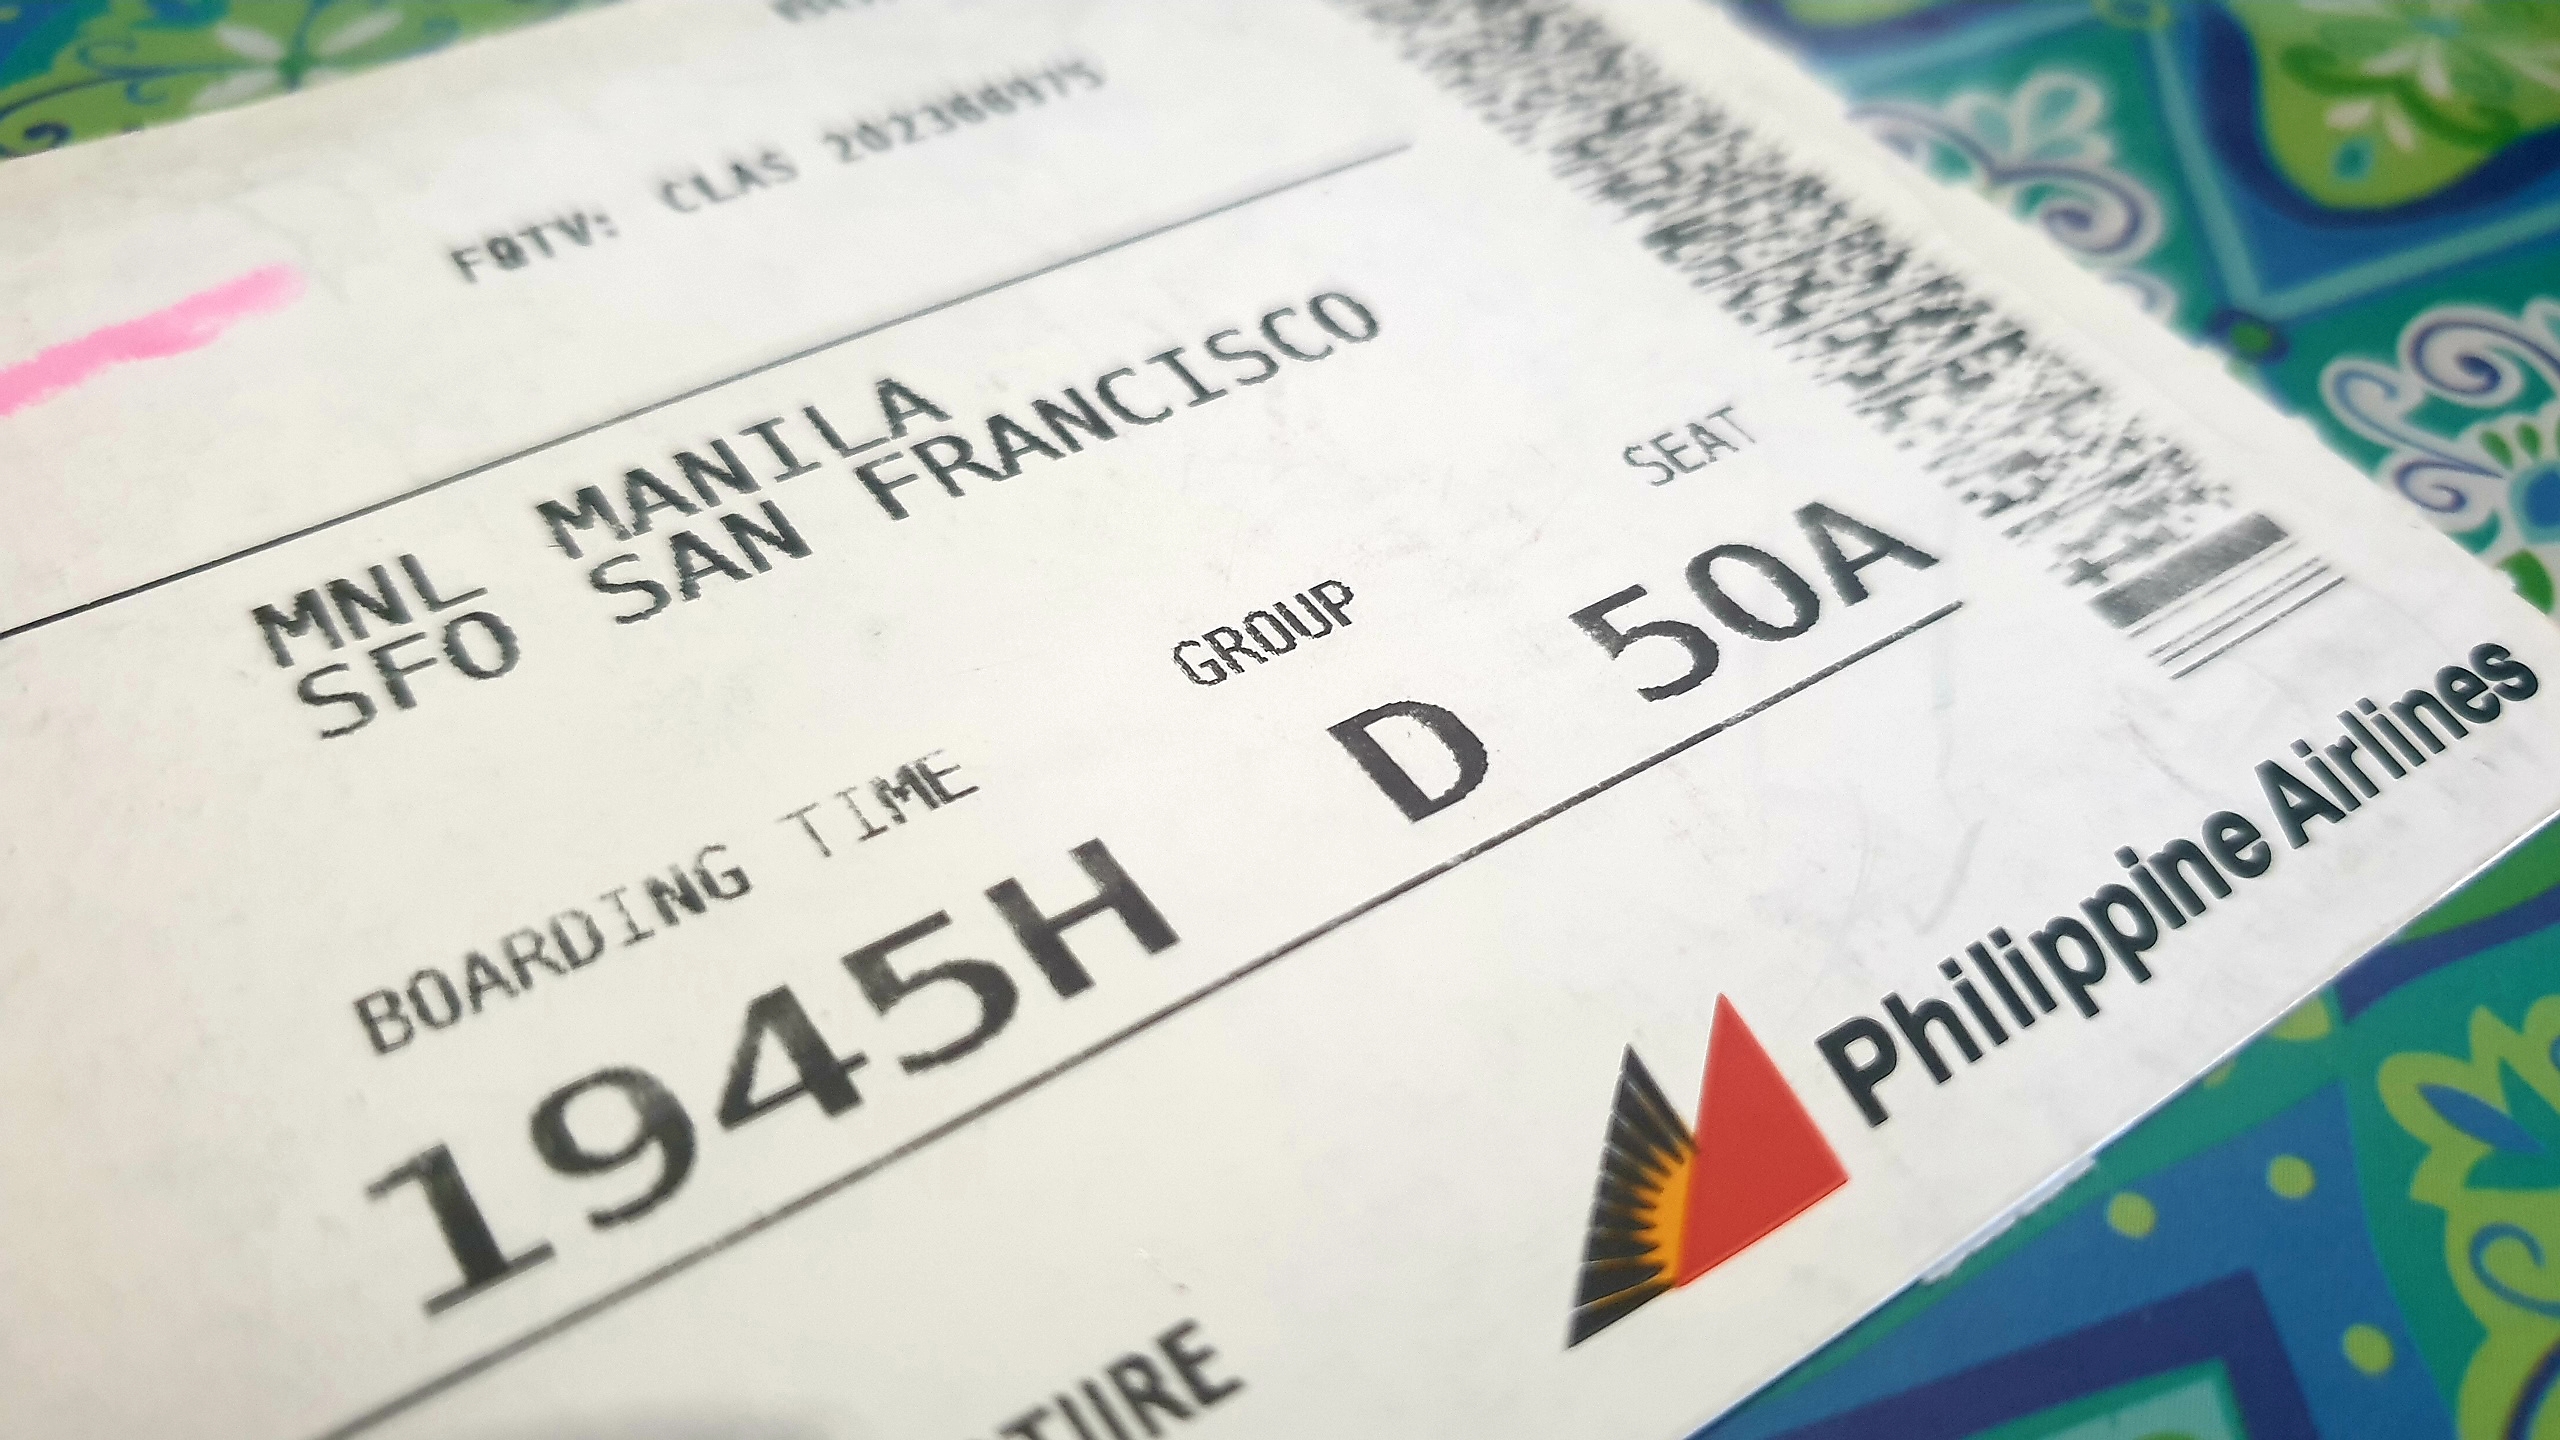 FQTV: CLAS
MNL MANILA
SFO SAN FRANCISCO
BOARDING TIME GROUP SEAT
1945H D 50A
Philippine Airlines